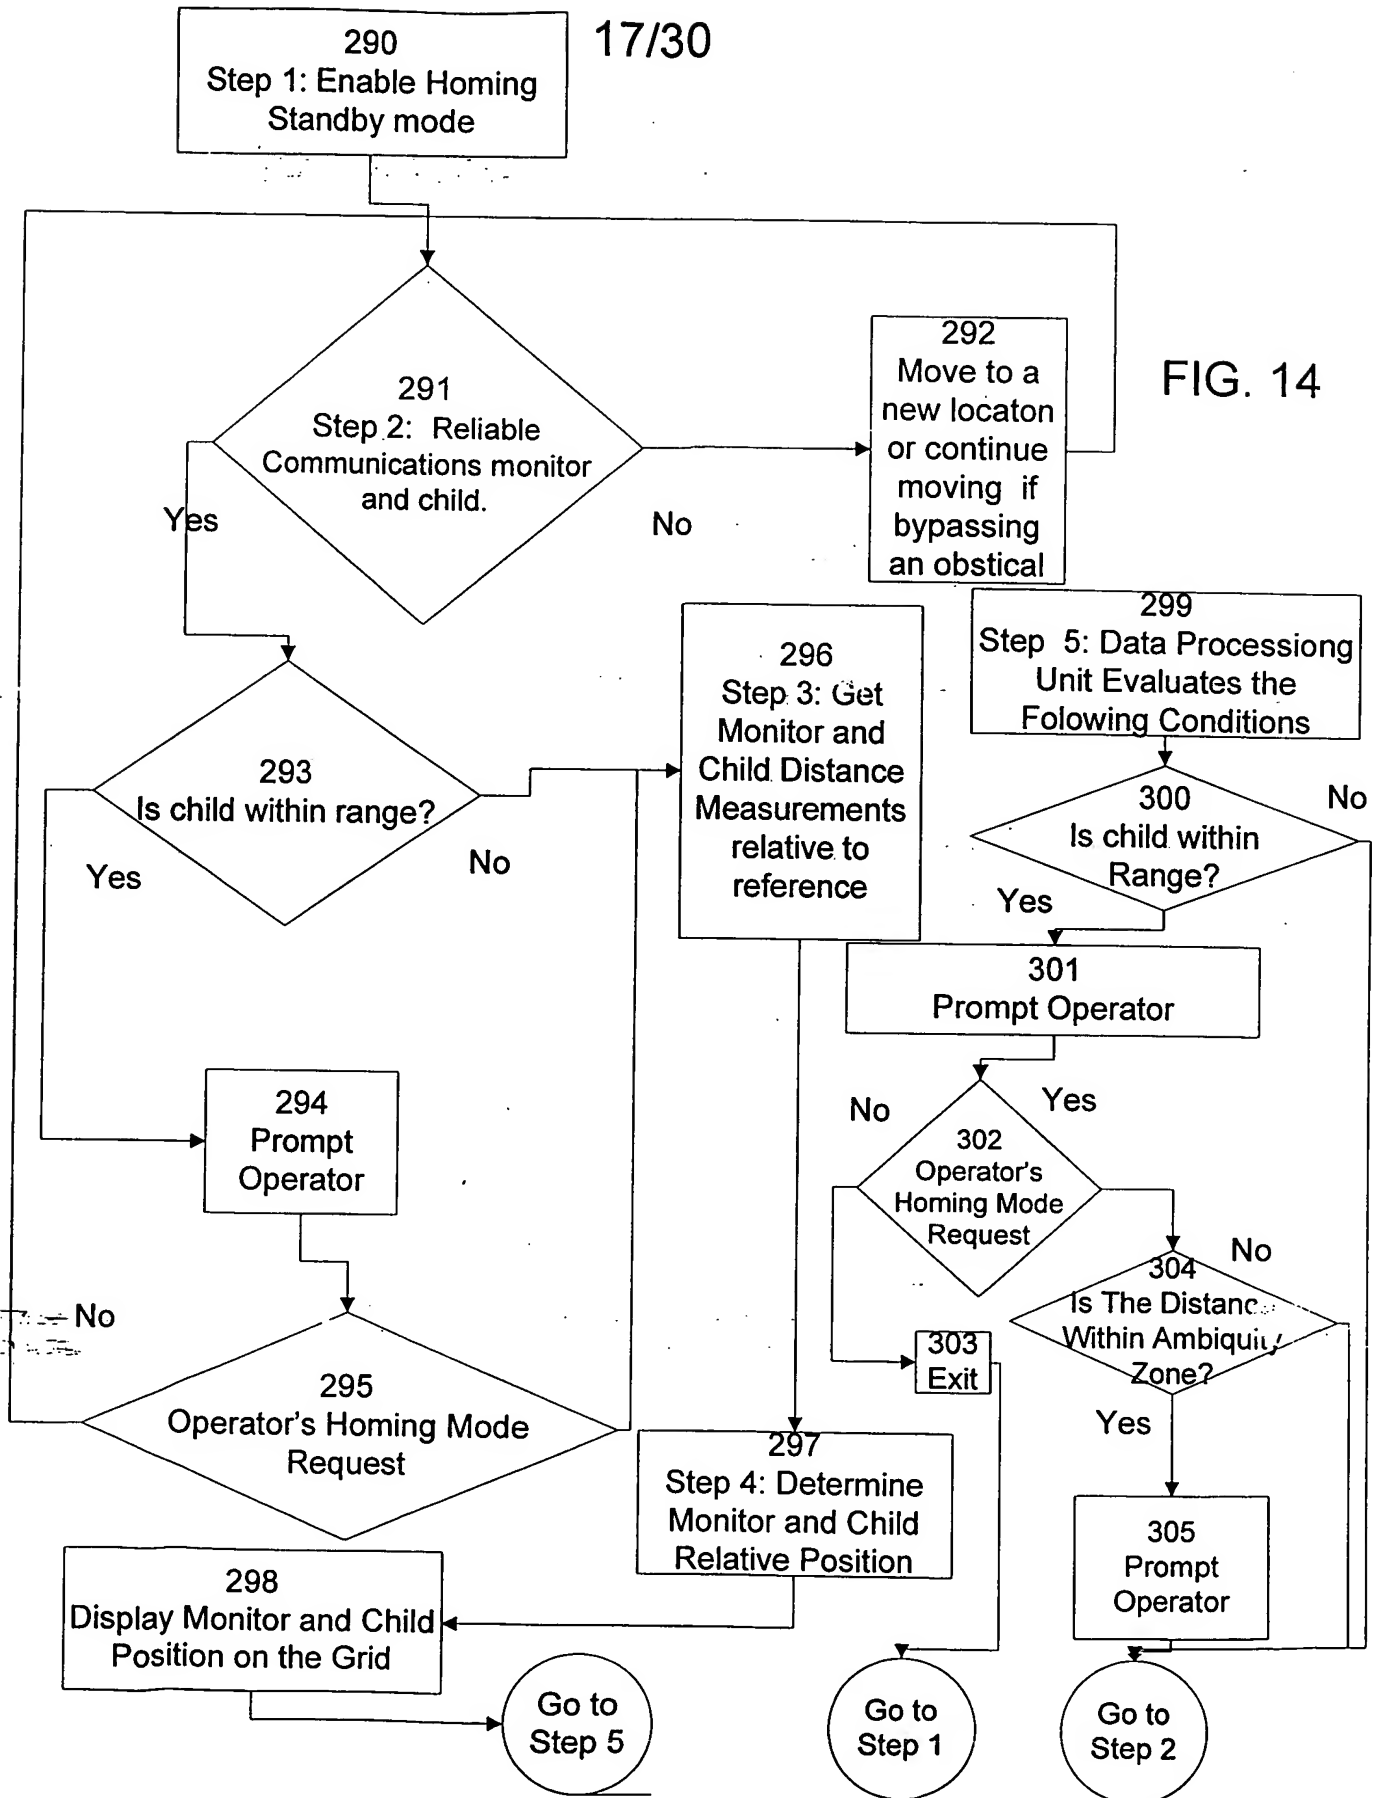 17/30
290
Step 1: Enable Homing
Standby mode
291
Step 2: Reliable
Communications monitor
and child.
Yes
No
292
Move to a
new locaton
or continue
moving if
bypassing
an obstical
FIG. 14
293
Is child within range?
Yes
No
294
Prompt
Operator
No
295
Operator's Homing Mode
Request
296
Step 3: Get
Monitor and
Child Distance
Measurements
relative to
reference
297
Step 4: Determine
Monitor and Child
Relative Position
298
Display Monitor and Child
Position on the Grid
Go to
Step 5
299
Step 5: Data Processiong
Unit Evaluates the
Folowing Conditions
300
Is child within
Range?
No
Yes
301
Prompt Operator
No
Yes
302
Operator's
Homing Mode
Request
303
Exit
No
304
Is The Distanc
Within Ambiquity
Zone?
Yes
305
Prompt
Operator
Go to
Step 1
Go to
Step 2